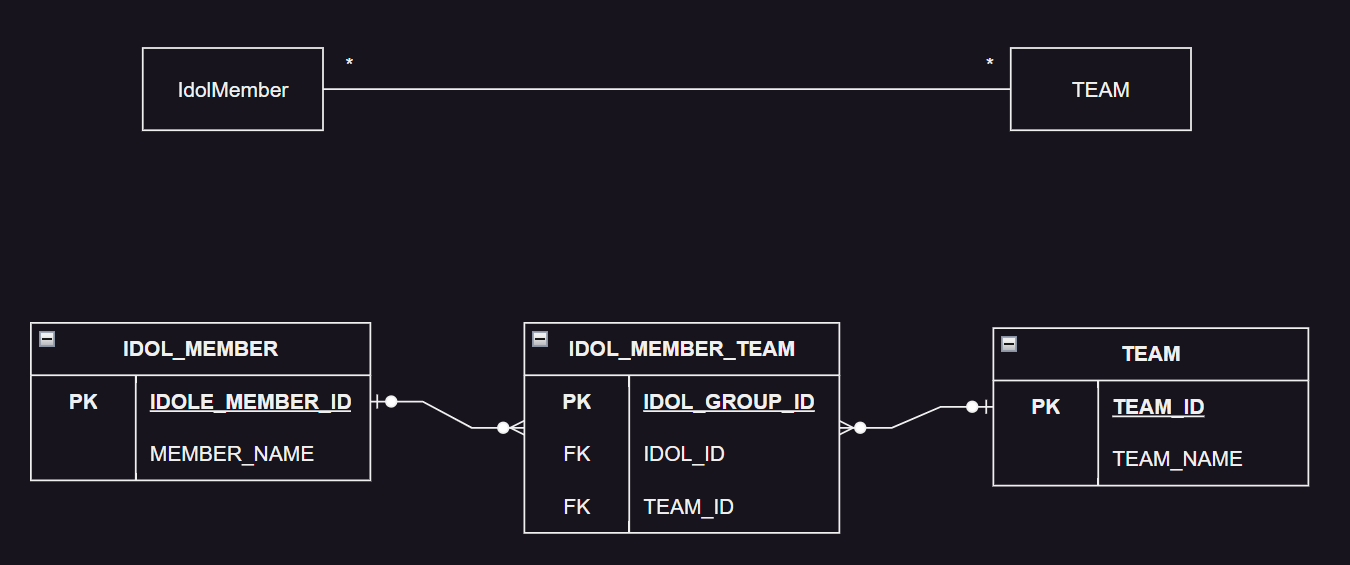 * *
IdolMember TEAM
IDOL_MEMBER
PK IDOLE_MEMBER_ID
MEMBER_NAME
IDOL_MEMBER_TEAM
PK IDOL_GROUP_ID
FK IDOL_ID
FK TEAM_ID
TEAM
PK TEAM_ID
TEAM_NAME